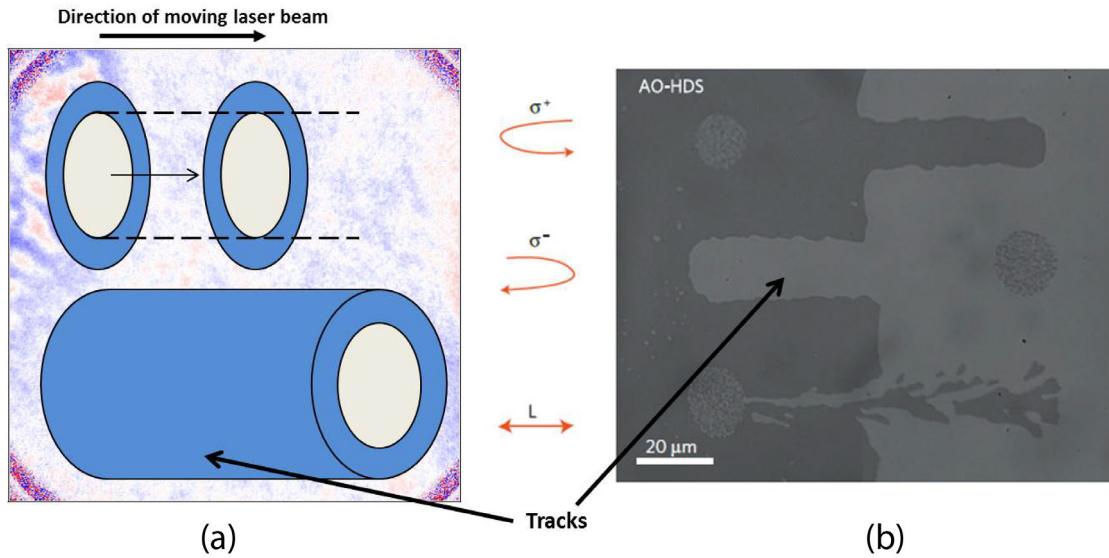 Direction of moving laser beam
AO-HDS
σ+
σ−
L
20 μm
Tracks
(a)
(b)